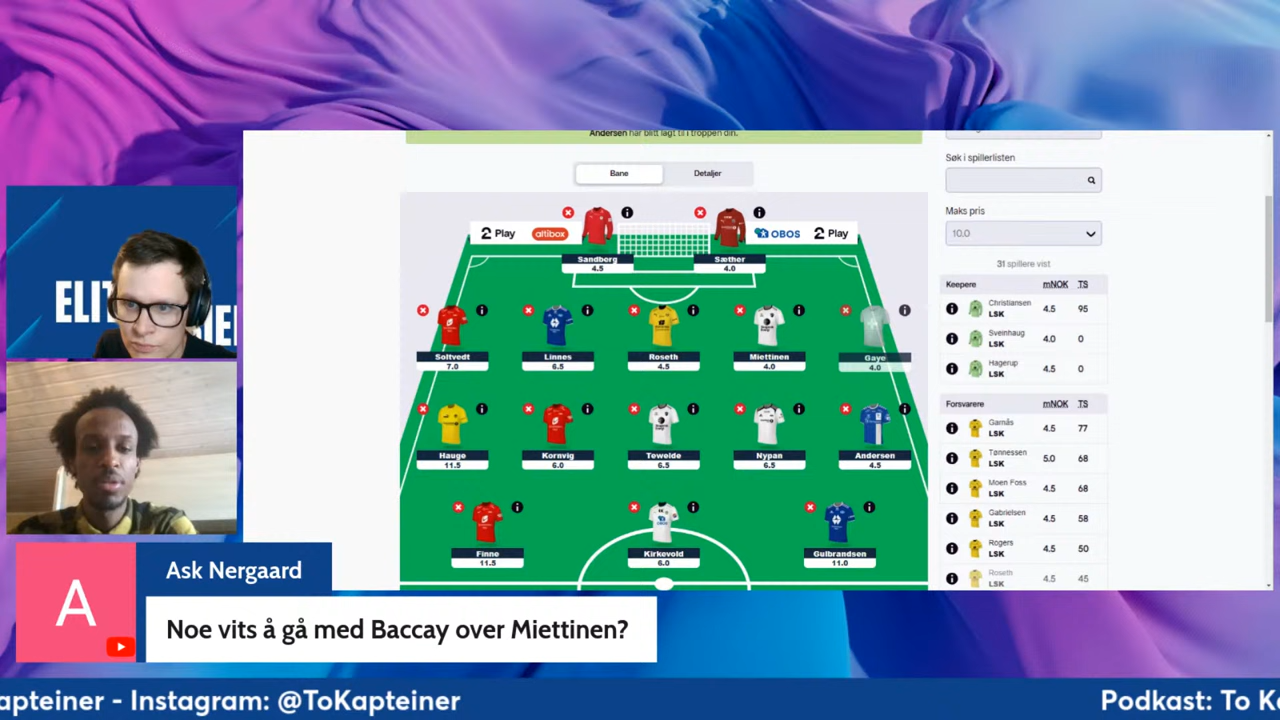 Andersen har blitt lagt til i troppen din.
Bane
Detaljer
Søk i spillerlisten
Maks pris
10.0
31 spillere vist
2 Play
altibox
OBOS
2 Play
Sandberg
4.5
Sæther
4.0
Soltvedt
7.0
Linnes
6.5
Roseth
4.5
Miettinen
4.0
Gaye
4.0
Hauge
11.5
Kornvig
6.0
Tewelde
6.5
Nypan
6.5
Andersen
4.5
Finne
11.5
Kirkevold
6.0
Gulbrandsen
11.0
Keepere mNOK TS
Christiansen
LSK 4.5 95
Sveinhaug
LSK 4.0 0
Hagerup
LSK 4.5 0
Forsvarere mNOK TS
Garnås
LSK 4.5 77
Tønnessen
LSK 5.0 68
Moen Foss
LSK 4.5 68
Gabrielsen
LSK 4.5 58
Rogers
LSK 4.5 50
Roseth
LSK 4.5 45
ELIT
A
Ask Nergaard
Noe vits å gå med Baccay over Miettinen?
apteiner - Instagram: @ToKapteiner
Podkast: To K